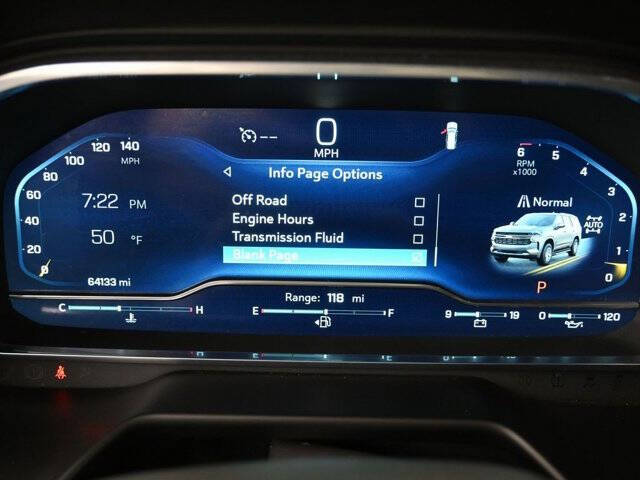 0
MPH
120 140
100
MPH
80
60
40
20
0
7:22 PM
50 °F
64133 mi
Info Page Options
Off Road
Engine Hours
Transmission Fluid
Blank Page
6 5
RPM
x1000
4
3
2
1
0
Normal
AUTO
P
Range: 118 mi
C H
E F
9 19
0 120